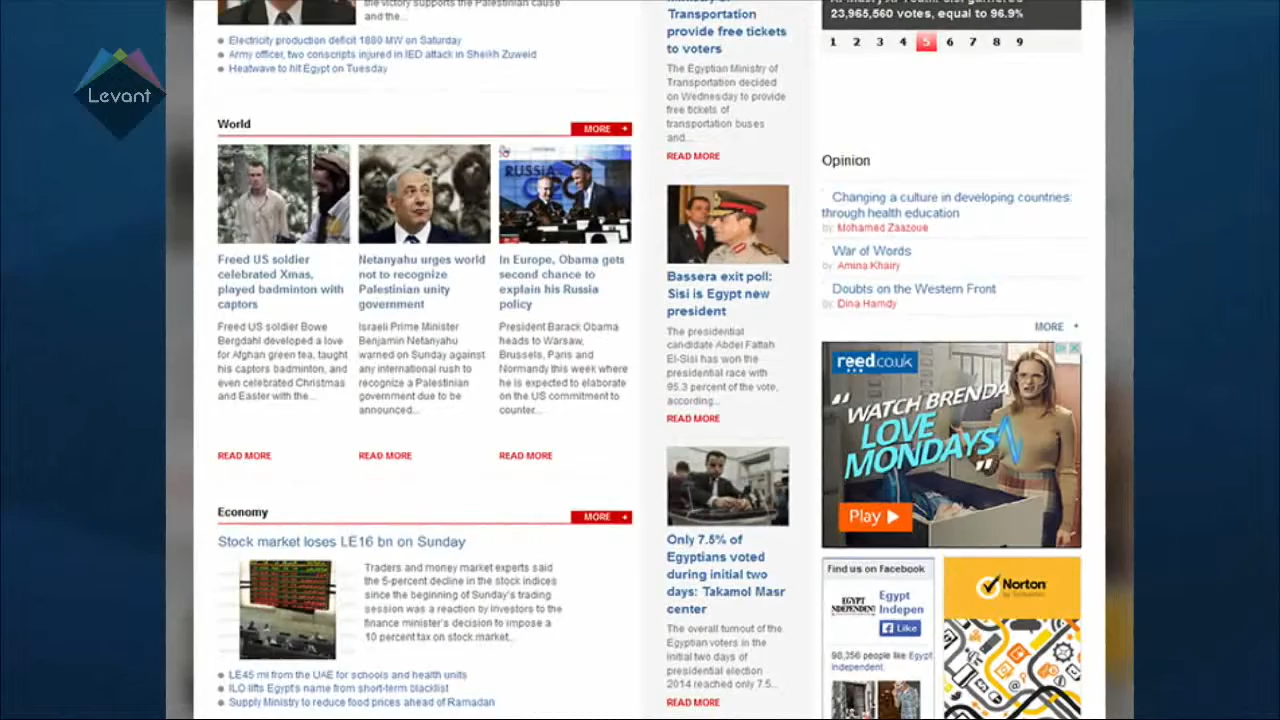 the victory supports the Palestinian cause
and the...
Electricity production deficit 1880 MW on Saturday
Army officer, two conscripts injured in IED attack in Sheikh Zuweid
Heatwave to hit Egypt on Tuesday
Levant
World
MORE +
RUSSIA
Freed US soldier
celebrated Xmas,
played badminton with
captors
Freed US soldier Bowe
Bergdahl developed a love
for Afghan green tea, taught
his captors badminton, and
even celebrated Christmas
and Easter with the...
READ MORE
Netanyahu urges world
not to recognize
Palestinian unity
government
Israeli Prime Minister
Benjamin Netanyahu
warned on Sunday against
any international rush to
recognize a Palestinian
government due to be
announced...
READ MORE
In Europe, Obama gets
second chance to
explain his Russia
policy
President Barack Obama
heads to Warsaw,
Brussels, Paris and
Normandy this week where
he is expected to elaborate
on the US commitment to
counter...
READ MORE
Economy
MORE +
Stock market loses LE16 bn on Sunday
Traders and money market experts said
the 5-percent decline in the stock indices
since the beginning of Sunday's trading
session was a reaction by investors to the
finance minister's decision to impose a
10 percent tax on stock market...
LE45 mi from the UAE for schools and health units
ILO lifts Egypt's name from short-term blacklist
Supply Ministry to reduce food prices ahead of Ramadan
Transportation
provide free tickets
to voters
The Egyptian Ministry of
Transportation decided
on Wednesday to provide
free tickets of
transportation buses
and...
READ MORE
Bassera exit poll:
Sisi is Egypt new
president
The presidential
candidate Abdel Fattah
El-Sisi has won the
presidential race with
95.3 percent of the vote,
according...
READ MORE
Only 7.5% of
Egyptians voted
during initial two
days: Takamol Masr
center
The overall turnout of the
Egyptian voters in the
initial two days of
presidential election
2014 reached only 7.5...
READ MORE
23,965,560 votes, equal to 96.9%
1 2 3 4 5 6 7 8 9
Opinion
Changing a culture in developing countries:
through health education
by: Mohamed Zaazoue
War of Words
by: Amina Khairy
Doubts on the Western Front
by: Dina Hamdy
MORE +
reed.co.uk
"WATCH BRENDA
LOVE
MONDAYS"
Play
Find us on Facebook
EGYPT
INDEPENDENT
Egypt
Indepen
Like
98,356 people like Egypt
Independent.
Norton
by Symantec